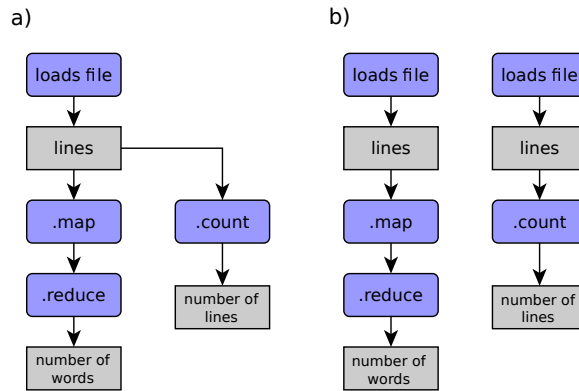 a)
loads file
lines
.map
.count
.reduce
number of
lines
number of
words
b)
loads file
loads file
lines
lines
.map
.count
.reduce
number of
lines
number of
words